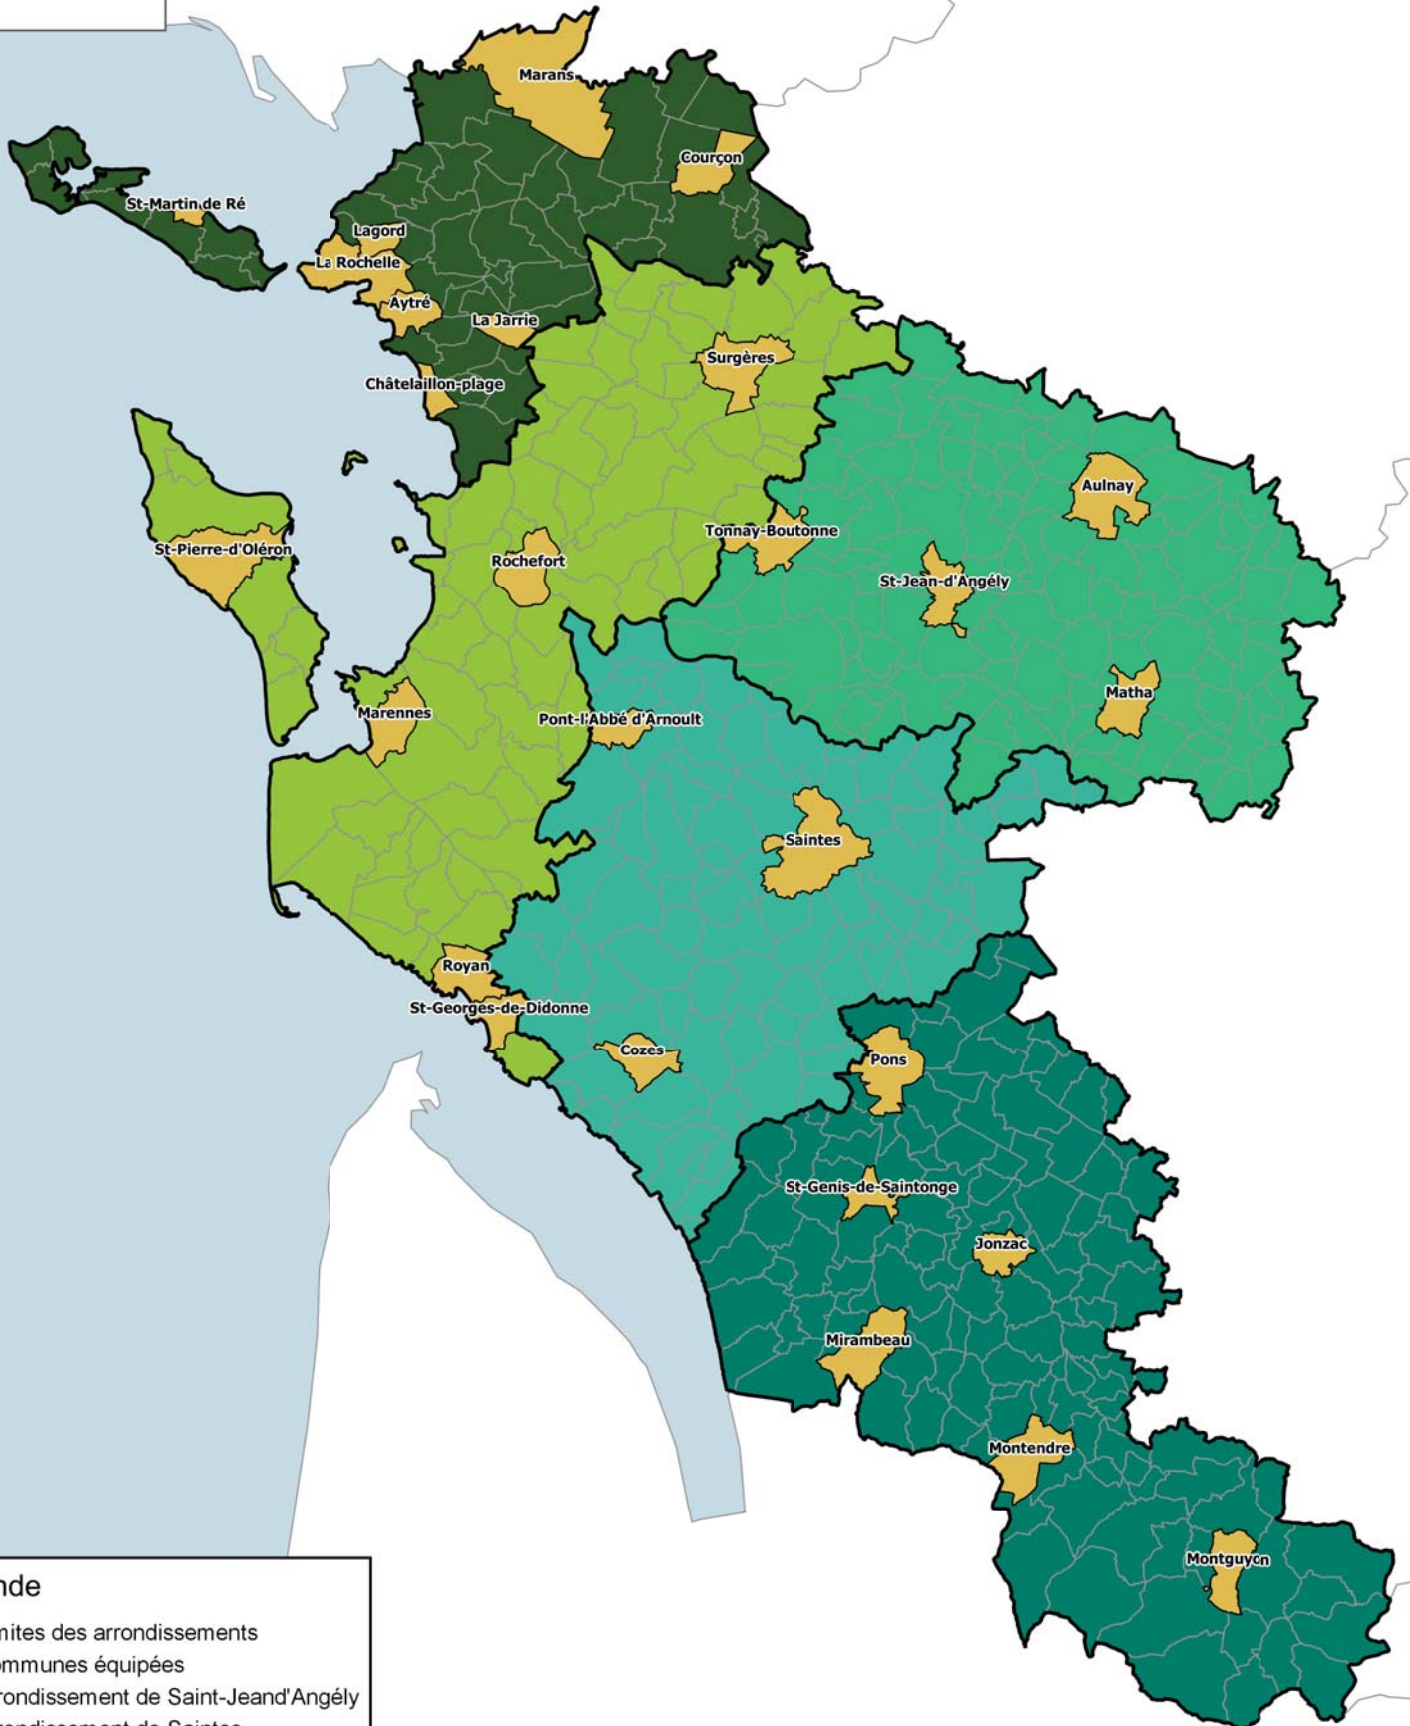 Marans
Courçon
St-Martin de Ré
Lagord
La Rochelle
Aytré
La Jarrie
Surgères
Châtelaillon-plage
Aulnay
Tonnay-Boutonne
St-Pierre-d'Oléron
Rochefort
St-Jean-d'Angély
Matha
Marennes
Pont-l'Abbé d'Arnoult
Saintes
Royan
St-Georges-de-Didonne
Cozes
Pons
St-Genis-de-Saintonge
Jonzac
Mirambeau
Montendre
Montguyon
nde
mites des arrondissements
ommunes équipées
rondissement de Saint-Jeand'Angély